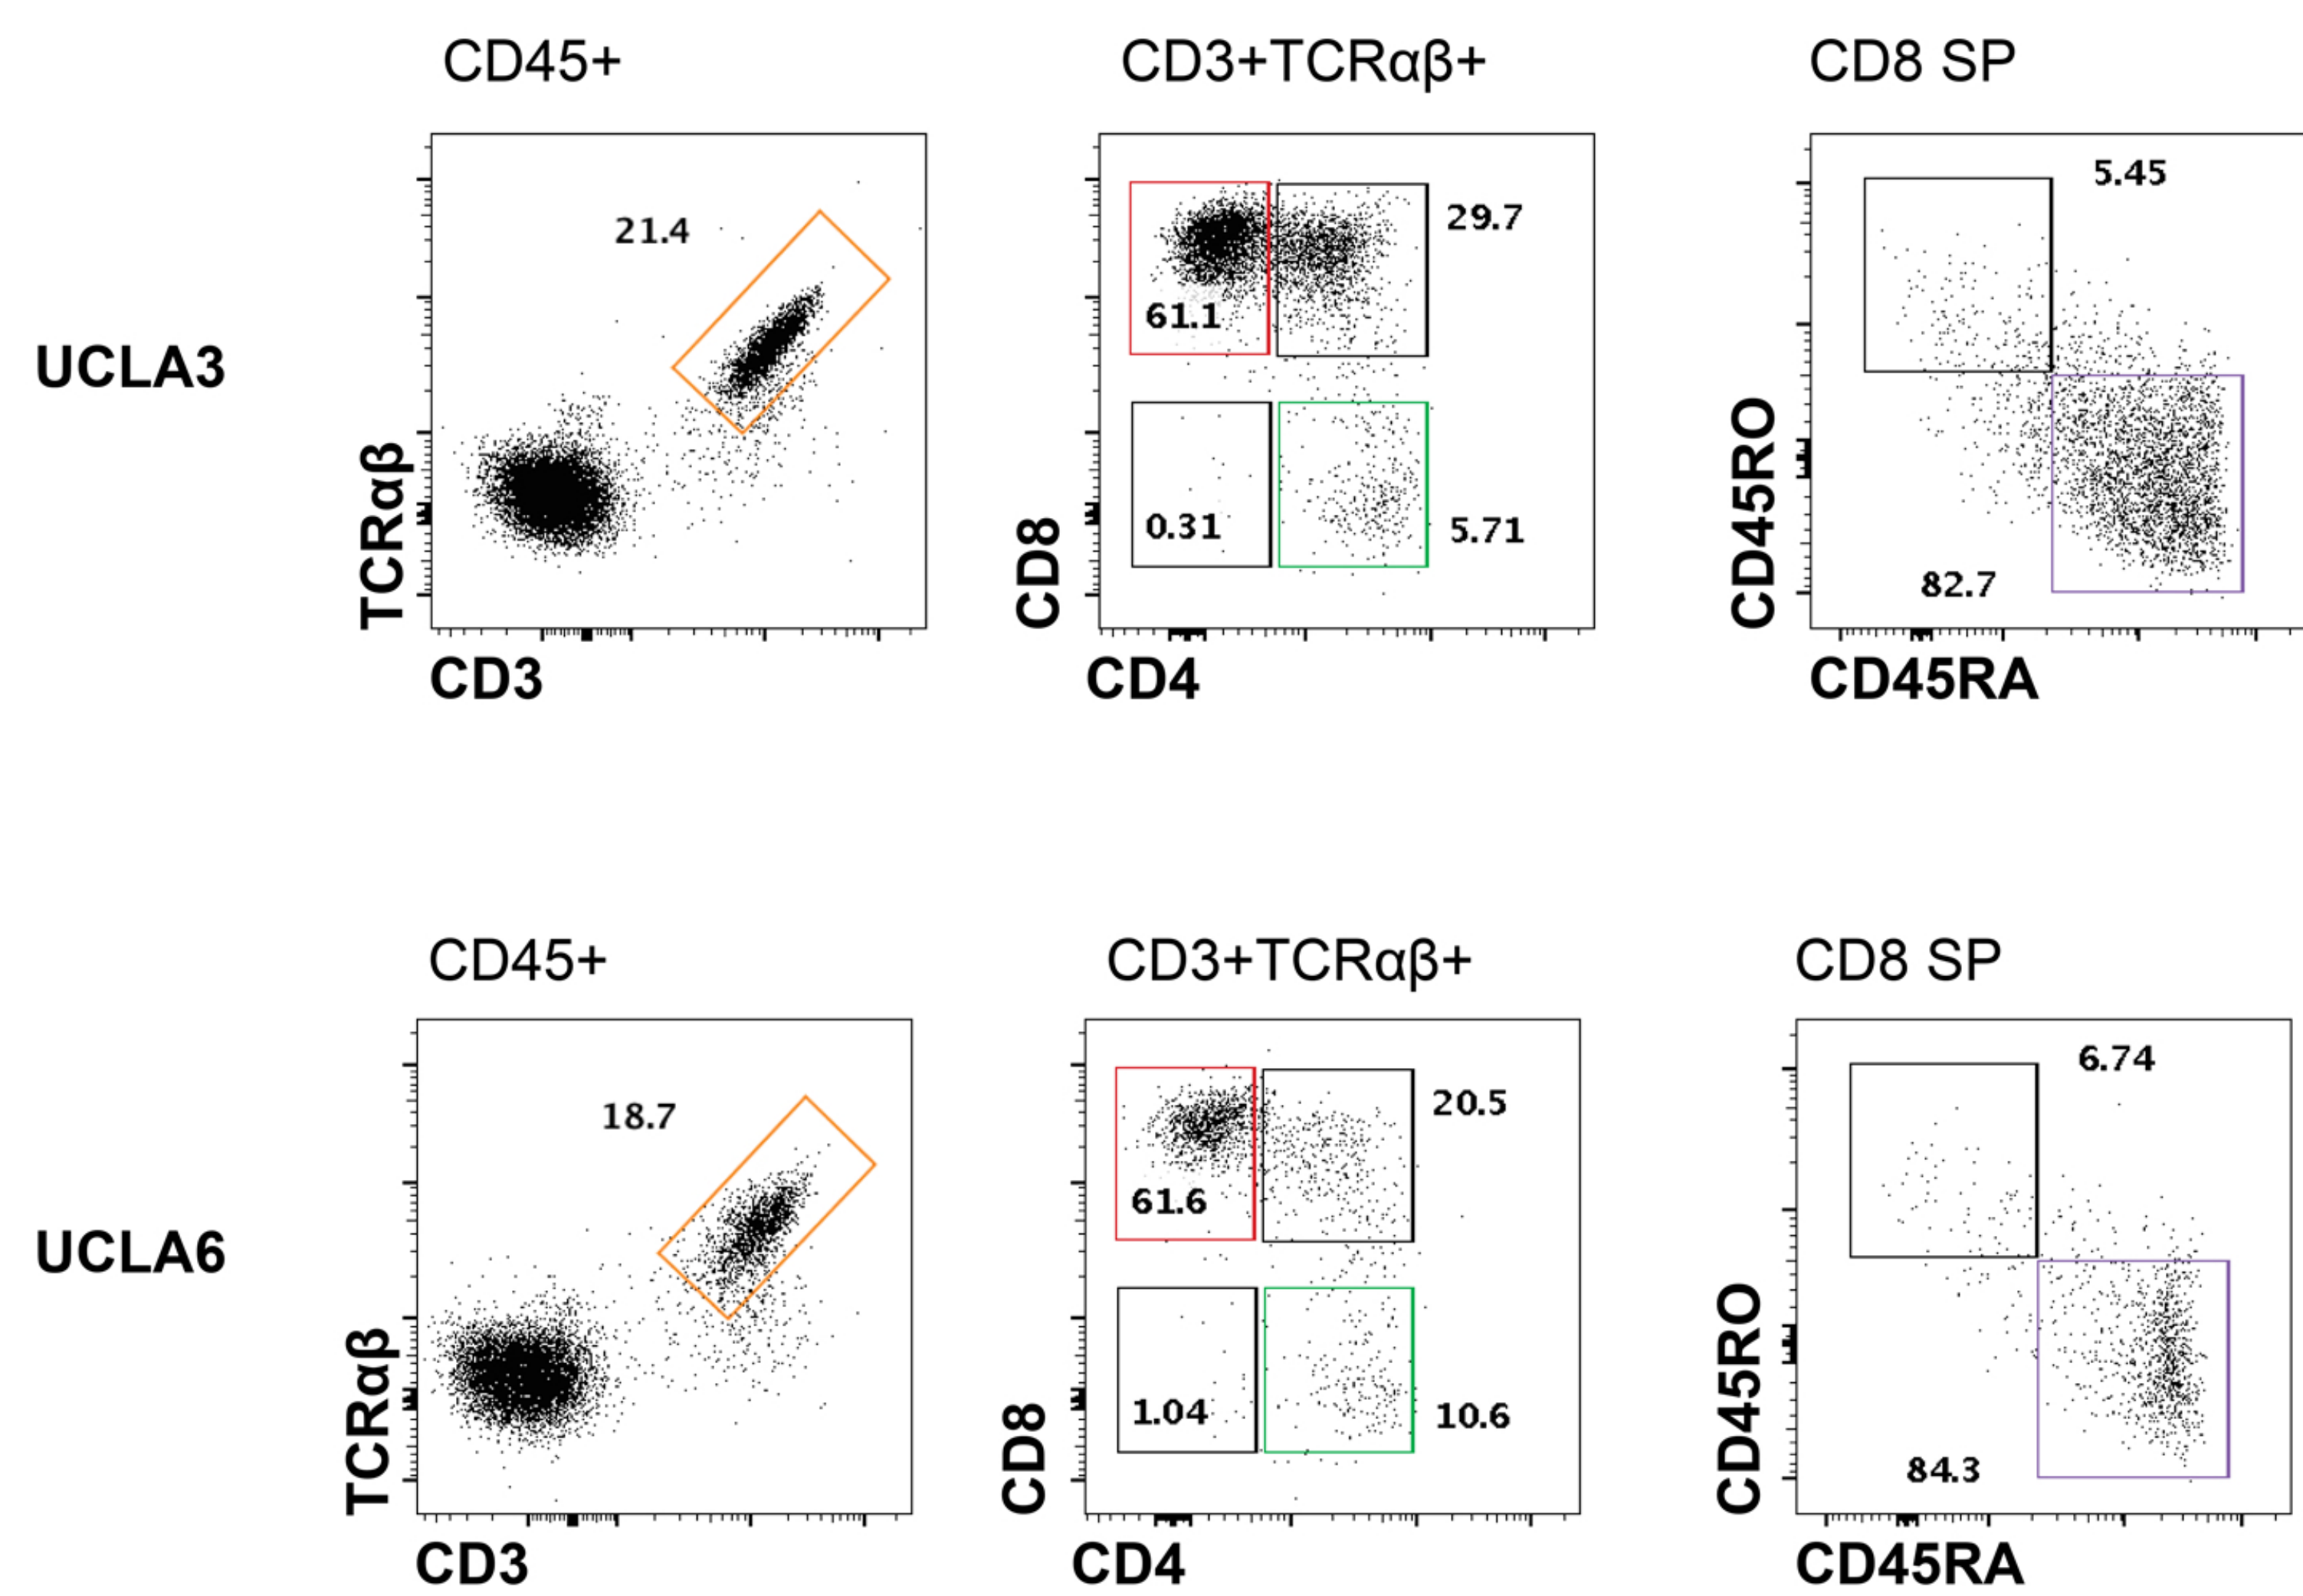 CD45+
CD3+TCRαβ+
CD8 SP
UCLA3
21.4
TCRαβ
CD3
61.1
29.7
0.31
5.71
CD8
CD4
5.45
82.7
CD45RO
CD45RA
CD45+
CD3+TCRαβ+
CD8 SP
UCLA6
18.7
TCRαβ
CD3
61.6
20.5
1.04
10.6
CD8
CD4
6.74
84.3
CD45RO
CD45RA